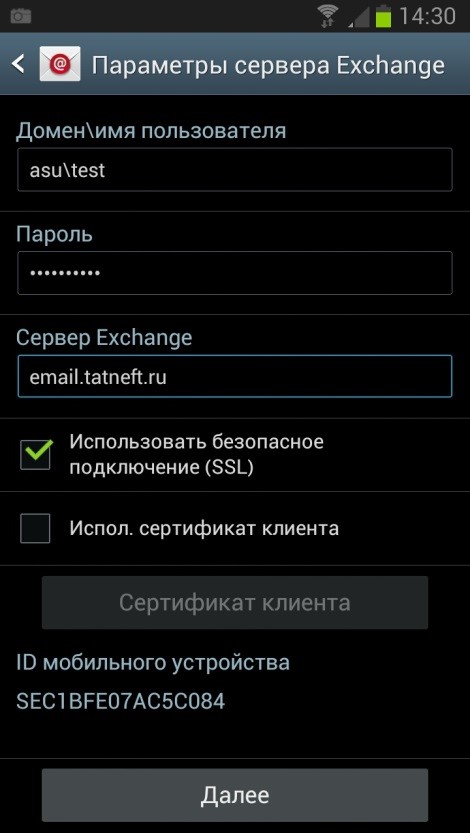 14:30
Параметры сервера Exchange
Домен\имя пользователя
asu\test
Пароль
••••••••••
Сервер Exchange
email.tatneft.ru
Использовать безопасное
подключение (SSL)
Испол. сертификат клиента
Сертификат клиента
ID мобильного устройства
SEC1BFE07AC5C084
Далее